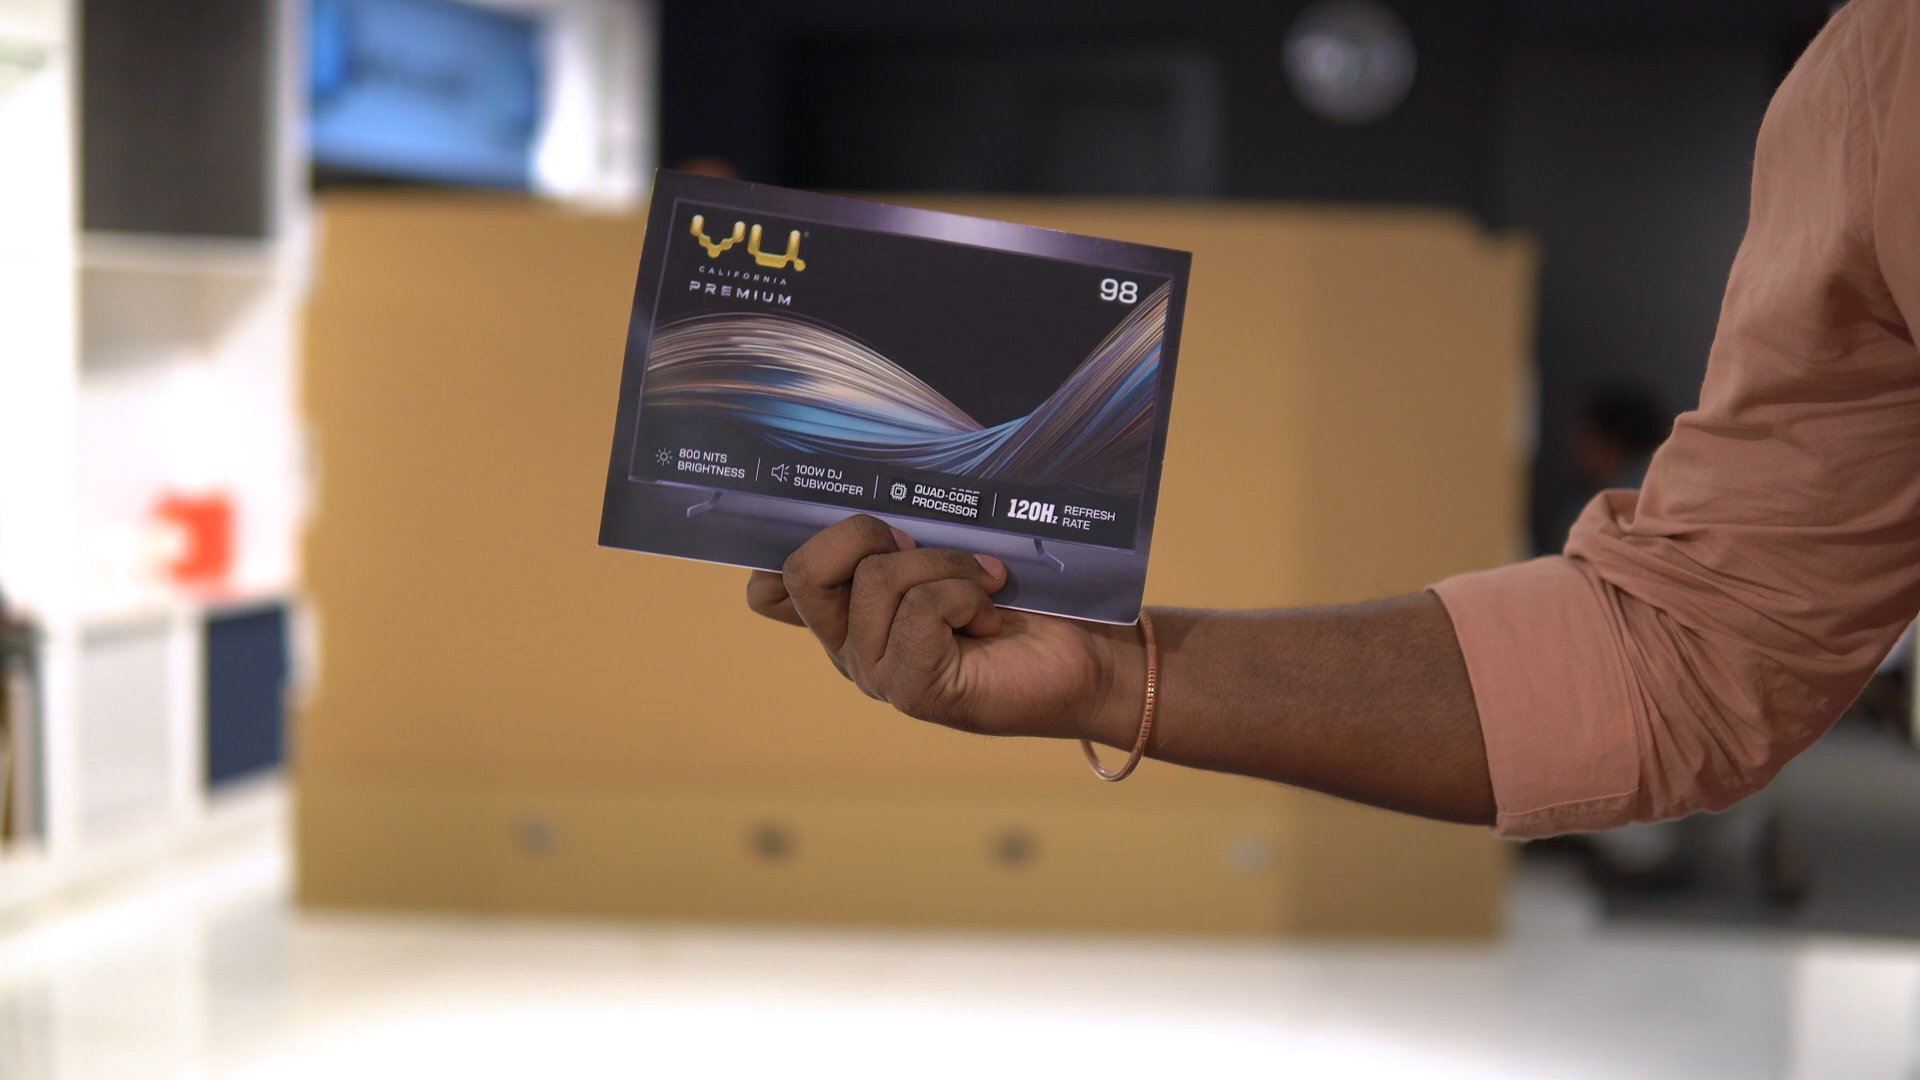 VU
CALIFORNIA
PREMIUM
98
800 NITS
BRIGHTNESS
100W DJ
SUBWOOFER
QUAD-CORE
PROCESSOR
120Hz REFRESH
RATE